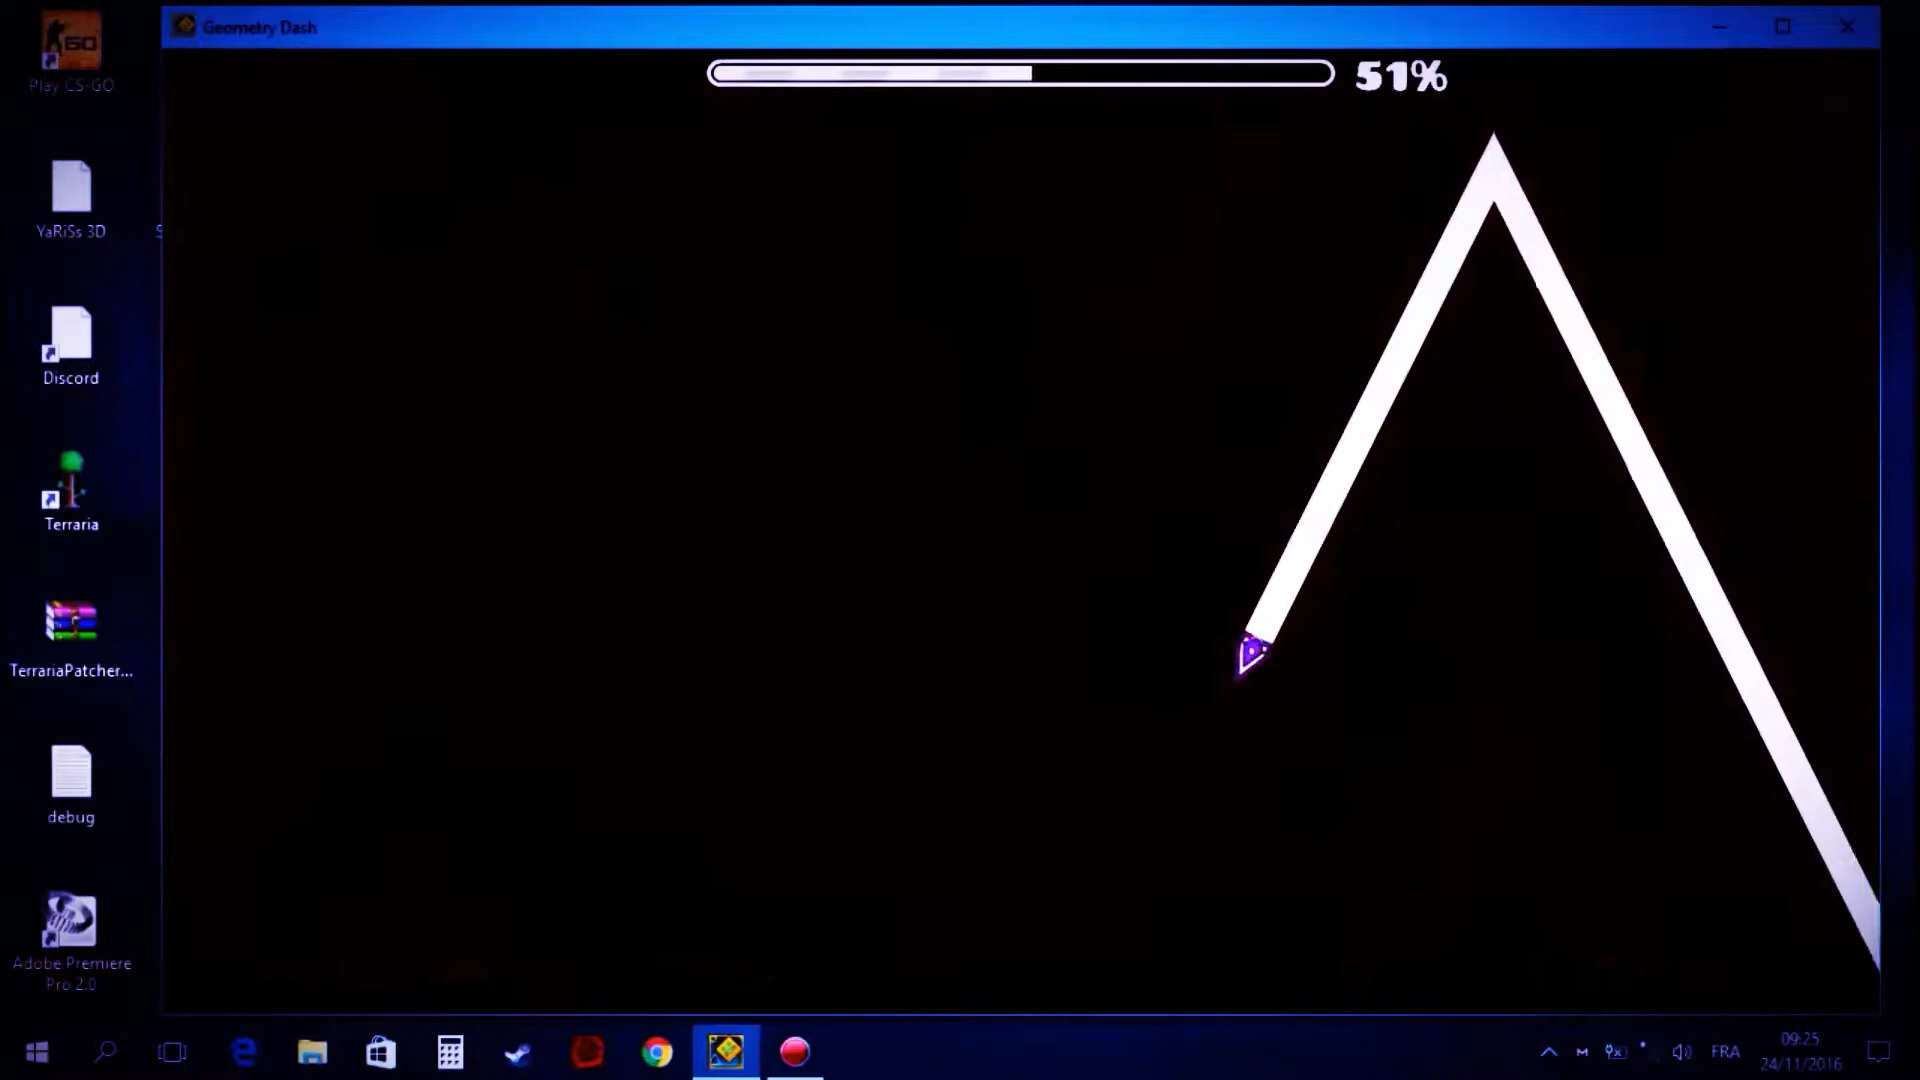 Geometry Dash
51%
GO
Play CS-GO
YaRiSs 3D
Discord
Terraria
TerrariaPatcher...
debug
Adobe Premiere
Pro 2.0
FRA
09:25
24/11/2016